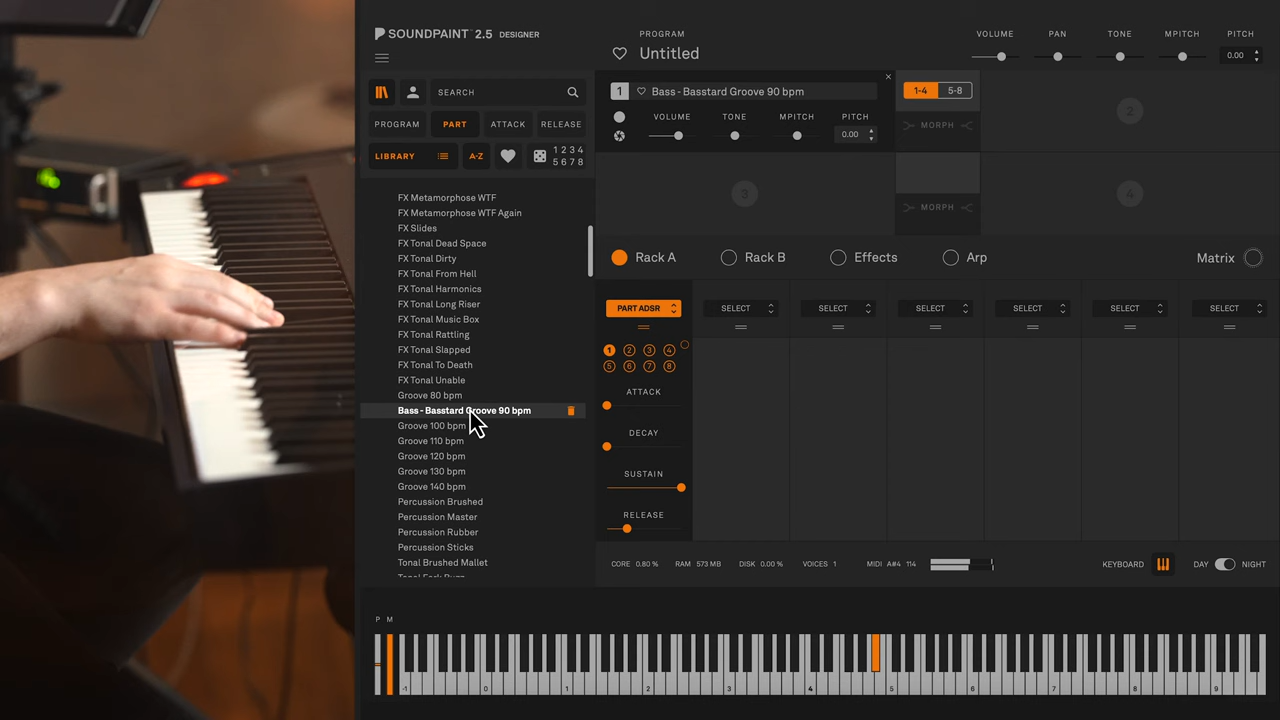 SOUNDPAINT™ 2.5 DESIGNER
SEARCH
PROGRAM PART ATTACK RELEASE
LIBRARY A-Z 1 2 3 4
5 6 7 8
FX Metamorphose WTF
FX Metamorphose WTF Again
FX Slides
FX Tonal Dead Space
FX Tonal Dirty
FX Tonal From Hell
FX Tonal Harmonics
FX Tonal Long Riser
FX Tonal Music Box
FX Tonal Rattling
FX Tonal Slapped
FX Tonal To Death
FX Tonal Unable
Groove 80 bpm
Bass - Basstard Groove 90 bpm
Groove 100 bpm
Groove 110 bpm
Groove 120 bpm
Groove 130 bpm
Groove 140 bpm
Percussion Brushed
Percussion Master
Percussion Rubber
Percussion Sticks
Tonal Brushed Mallet
Tonal Fork Buzz
PROGRAM
Untitled
VOLUME PAN TONE MPITCH PITCH
0.00
1 Bass - Basstard Groove 90 bpm
VOLUME TONE MPITCH PITCH
0.00
1-4 5-8
MORPH
2
3
MORPH
4
Rack A Rack B Effects Arp Matrix
PART ADSR SELECT SELECT SELECT SELECT SELECT SELECT
1 2 3 4
5 6 7 8
ATTACK
DECAY
SUSTAIN
RELEASE
CORE 0.80 % RAM 573 MB DISK 0.00 % VOICES 1 MIDI A#4 114
KEYBOARD DAY NIGHT
P M
-1 0 1 2 3 4 5 6 7 8 9